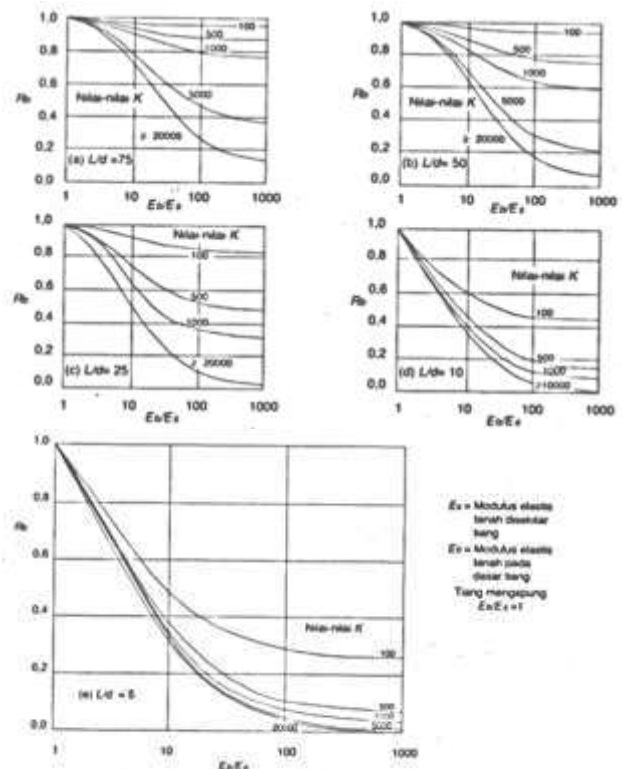 1,0
0,8
0,6
Rb
0,4
0,2
0,0
100
500
1000
5000
≥ 20000
Nilai-nilai K
(a) L/d =75
1 10 100 1000
Eb/Es
1,0
0,8
0,6
Rb
0,4
0,2
0,0
100
500
1000
5000
≥ 20000
Nilai-nilai K
(b) L/d= 50
1 10 100 1000
Eb/Es
1,0
0,8
0,6
Rb
0,4
0,2
0,0
Nilai-nilai K
100
500
1000
≥ 20000
(c) L/d= 25
1 10 100 1000
Eb/Es
1,0
0,8
0,6
Rb
0,4
0,2
0,0
Nilai-nilai K
100
500
1000
≥10000
(d) L/d= 10
1 10 100 1000
Eb/Es
1,0
0,8
0,6
Rb
0,4
0,2
0,0
Nilai-nilai K
100
500
1000
20000
5000
(e) L/d = 5
1 10 100 1000
Eb/Es
Es = Modulus elastis
tanah disekitar
tiang
Eb = Modulus elastis
tanah pada
dasar tiang
Tiang mengapung
Eb/Es =1